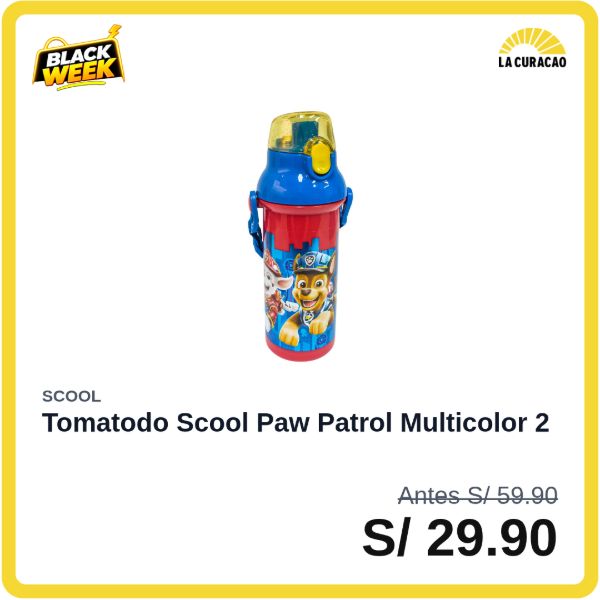 BLACK
WEEK
LA CURACAO
SCOOL
Tomatodo Scool Paw Patrol Multicolor 2
Antes S/ 59.90
S/ 29.90